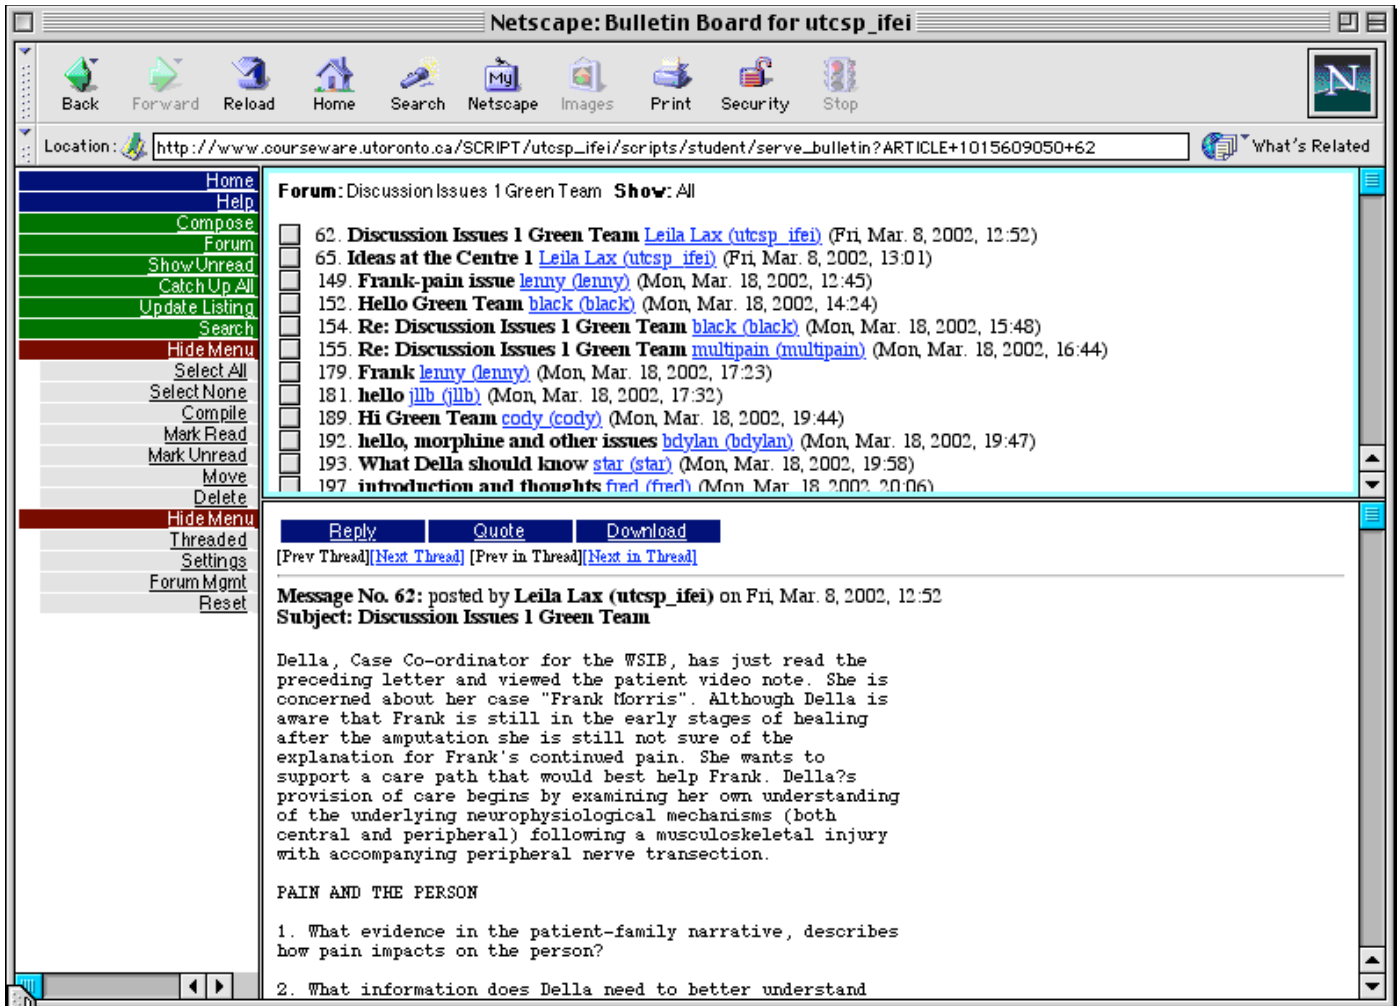 Netscape: Bulletin Board for utcsp_ifei
Back Forward Reload Home Search Netscape Images Print Security Stop
My
N
Location: http://www.courseware.utoronto.ca/SCRIPT/utcsp_ifei/scripts/student/serve_bulletin?ARTICLE+1015609050+62 What's Related
Home
Help
Compose
Forum
Show Unread
Catch Up All
Update Listing
Search
Hide Menu
Select All
Select None
Compile
Mark Read
Mark Unread
Move
Delete
Hide Menu
Threaded
Settings
Forum Mgmt
Reset
Forum: Discussion Issues 1 Green Team Show: All
62. Discussion Issues 1 Green Team Leila Lax (utcsp_ifei) (Fri, Mar. 8, 2002, 12:52)
65. Ideas at the Centre 1 Leila Lax (utcsp_ifei) (Fri, Mar. 8, 2002, 13:01)
149. Frank-pain issue lenny (lenny) (Mon, Mar. 18, 2002, 12:45)
152. Hello Green Team black (black) (Mon, Mar. 18, 2002, 14:24)
154. Re: Discussion Issues 1 Green Team black (black) (Mon, Mar. 18, 2002, 15:48)
155. Re: Discussion Issues 1 Green Team multipain (multipain) (Mon, Mar. 18, 2002, 16:44)
179. Frank lenny (lenny) (Mon, Mar. 18, 2002, 17:23)
181. hello jllb (jllb) (Mon, Mar. 18, 2002, 17:32)
189. Hi Green Team cody (cody) (Mon, Mar. 18, 2002, 19:44)
192. hello, morphine and other issues bdylan (bdylan) (Mon, Mar. 18, 2002, 19:47)
193. What Della should know star (star) (Mon, Mar. 18, 2002, 19:58)
197. introduction and thoughts fred (fred) (Mon, Mar. 18, 2002, 20:06)
Reply Quote Download
[Prev Thread][Next Thread] [Prev in Thread][Next in Thread]
Message No. 62: posted by Leila Lax (utcsp_ifei) on Fri, Mar. 8, 2002, 12:52
Subject: Discussion Issues 1 Green Team
Della, Case Co-ordinator for the WSIB, has just read the
preceding letter and viewed the patient video note. She is
concerned about her case "Frank Morris". Although Della is
aware that Frank is still in the early stages of healing
after the amputation she is still not sure of the
explanation for Frank's continued pain. She wants to
support a care path that would best help Frank. Della?s
provision of care begins by examining her own understanding
of the underlying neurophysiological mechanisms (both
central and peripheral) following a musculoskeletal injury
with accompanying peripheral nerve transection.
PAIN AND THE PERSON
1. What evidence in the patient-family narrative, describes
how pain impacts on the person?
2. What information does Della need to better understand